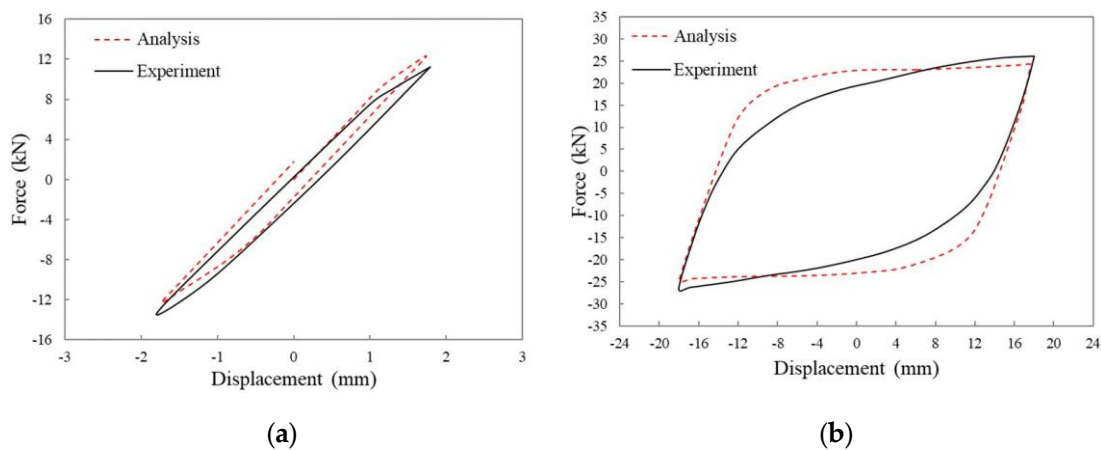 16
12
8
4
0
-4
-8
-12
-16
Force (kN)
Analysis
Experiment
-3 -2 -1 0 1 2 3
Displacement (mm)
(a)
35
30
25
20
15
10
5
0
-5
-10
-15
-20
-25
-30
-35
Force (kN)
Analysis
Experiment
-24 -20 -16 -12 -8 -4 0 4 8 12 16 20 24
Displacement (mm)
(b)